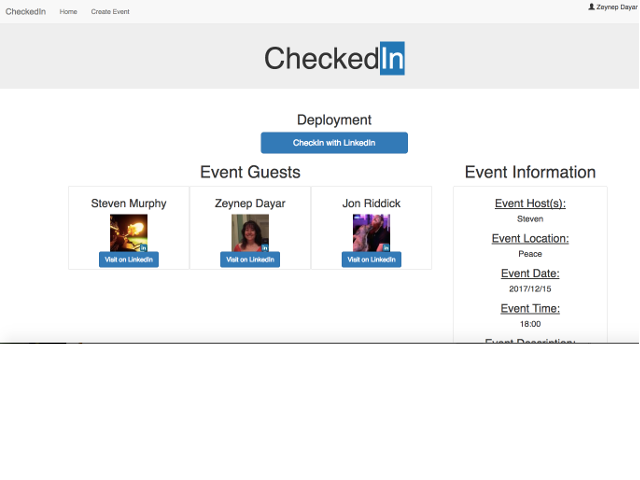 CheckedIn Home Create Event Zeynep Dayar
CheckedIn
Deployment
CheckIn with LinkedIn
Event Guests
Steven Murphy Zeynep Dayar Jon Riddick
in in in
Visit on LinkedIn Visit on LinkedIn Visit on LinkedIn
Event Information
Event Host(s):
Steven
Event Location:
Peace
Event Date:
2017/12/15
Event Time:
18:00
Event Description: